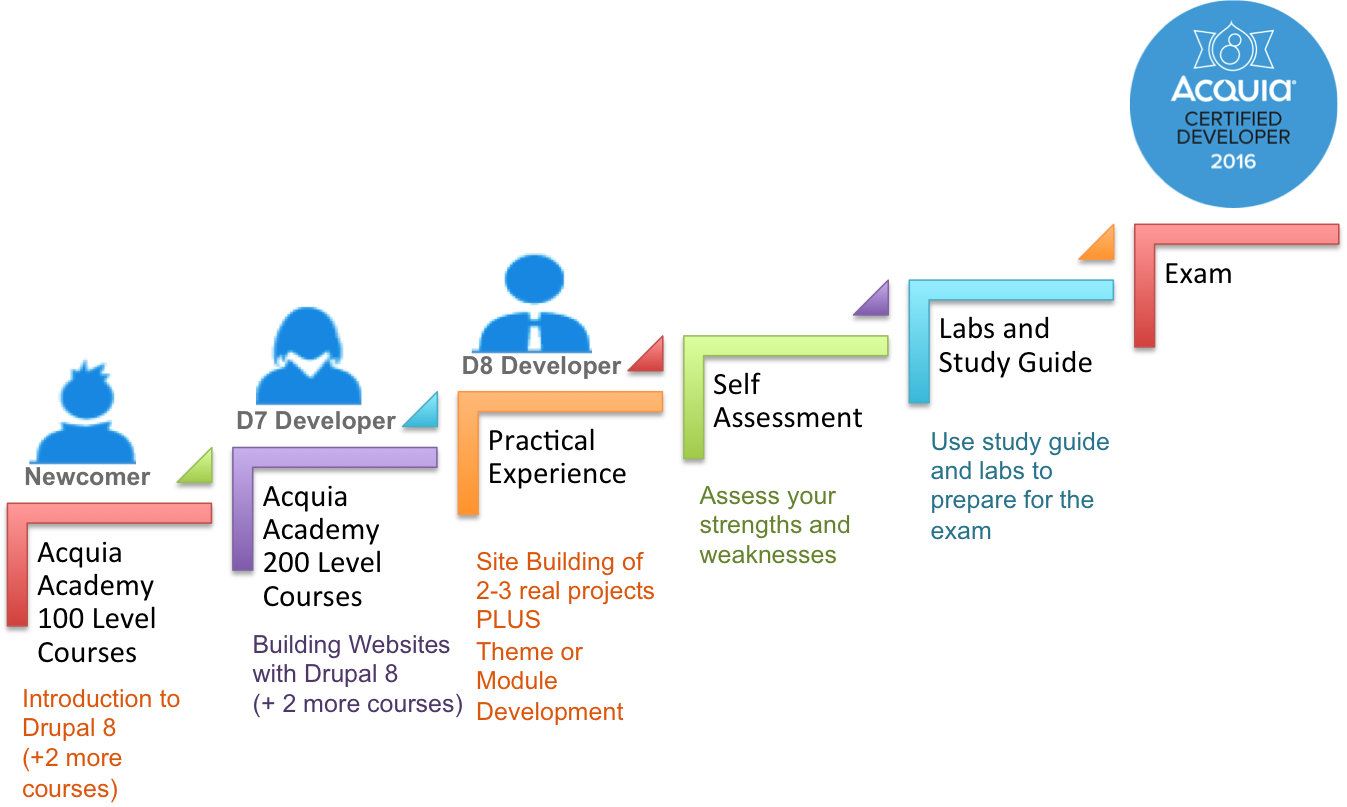 Acquia
CERTIFIED
DEVELOPER
2016
Newcomer
Acquia
Academy
100 Level
Courses
Introduction to
Drupal 8
(+2 more
courses)
D7 Developer
Acquia
Academy
200 Level
Courses
Building Websites
with Drupal 8
(+ 2 more courses)
D8 Developer
Practical
Experience
Site Building of
2-3 real projects
PLUS
Theme or
Module
Development
Self
Assessment
Assess your
strengths and
weaknesses
Labs and
Study Guide
Use study guide
and labs to
prepare for the
exam
Exam